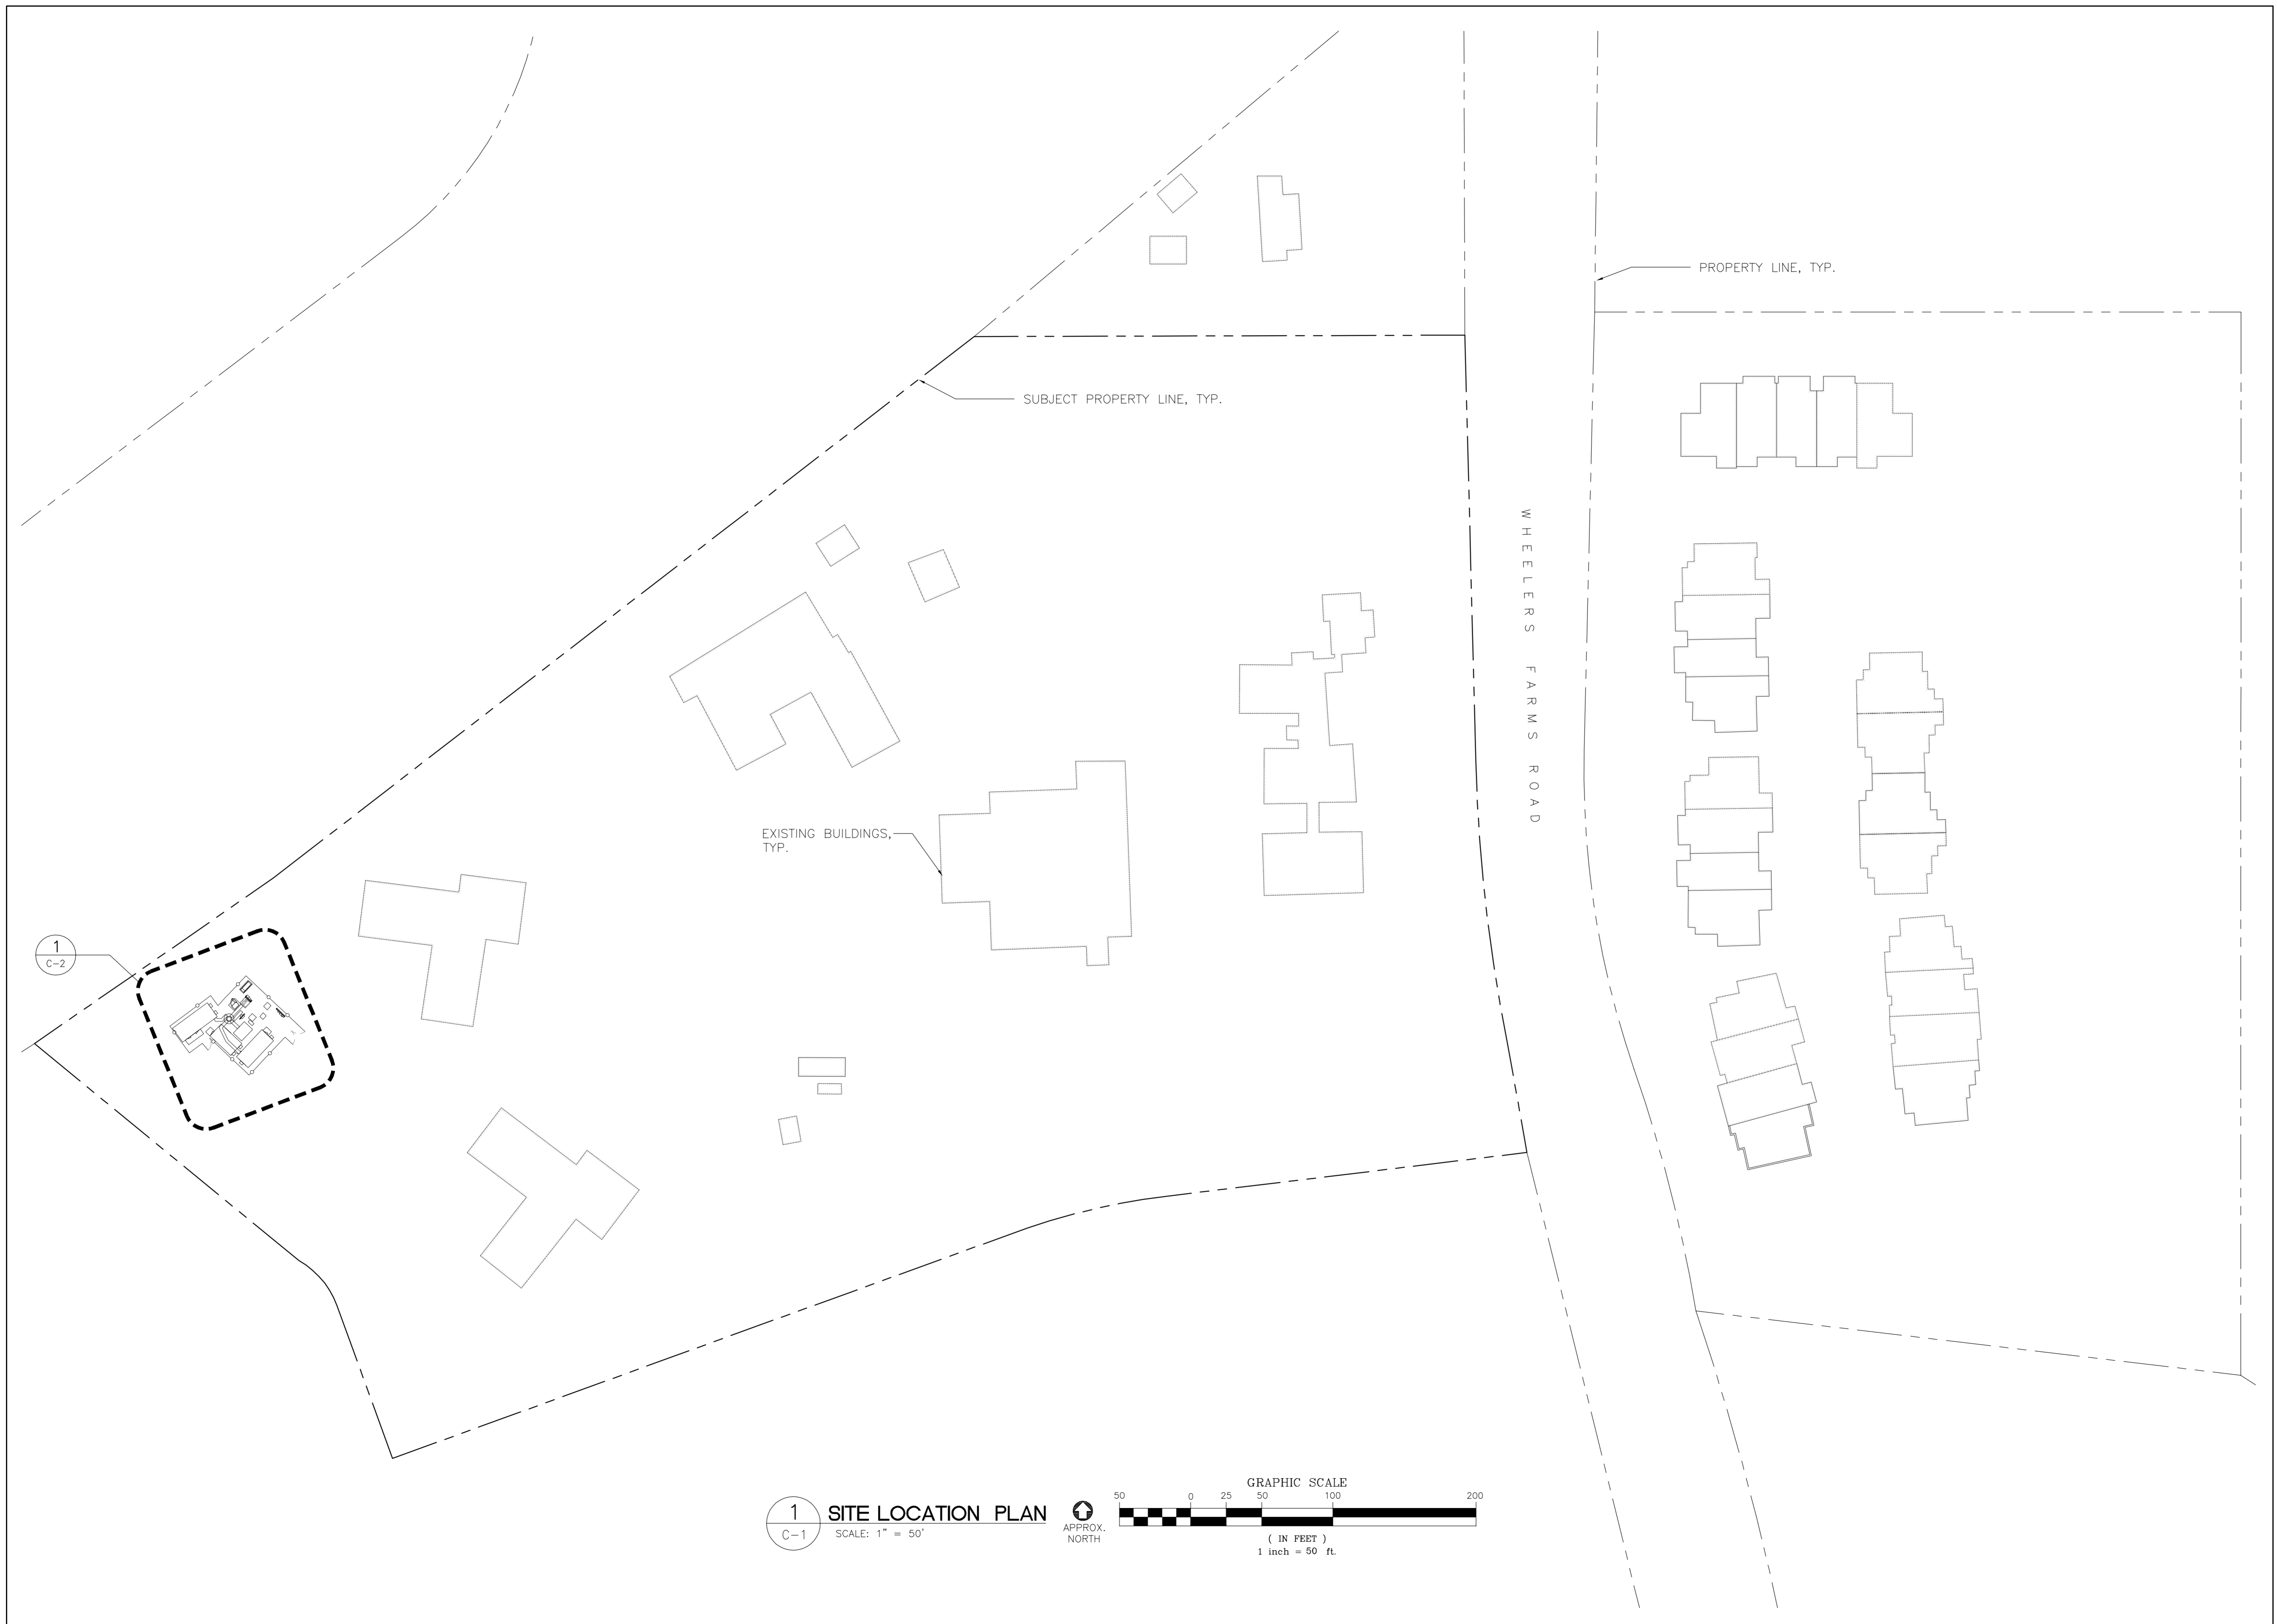 PROPERTY LINE, TYP.
SUBJECT PROPERTY LINE, TYP.
WHEELERS FARMS ROAD
EXISTING BUILDINGS,
TYP.
1
C-2
1
C-1
SITE LOCATION PLAN
SCALE: 1" = 50'
APPROX.
NORTH
GRAPHIC SCALE
50 0 25 50 100 200
( IN FEET )
1 inch = 50 ft.